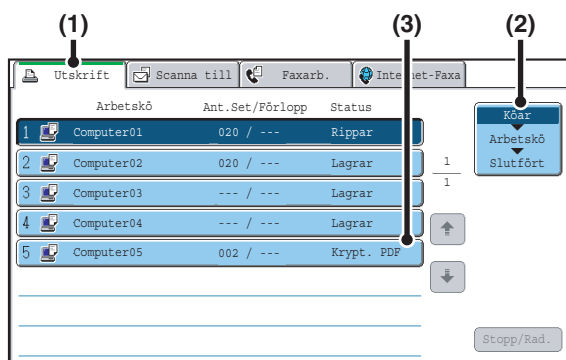 (1) (3) (2)
Utskrift Scanna till Faxarb. Internet-Faxa
Arbetskö Ant.Set/Förlopp Status
1 Computer01 020 / --- Rippar
2 Computer02 020 / --- Lagrar
3 Computer03 --- / --- Lagrar
4 Computer04 --- / --- Lagrar
5 Computer05 002 / --- Krypt. PDF
1
1
Köar
Arbetskö
Slutfört
Stopp/Rad.